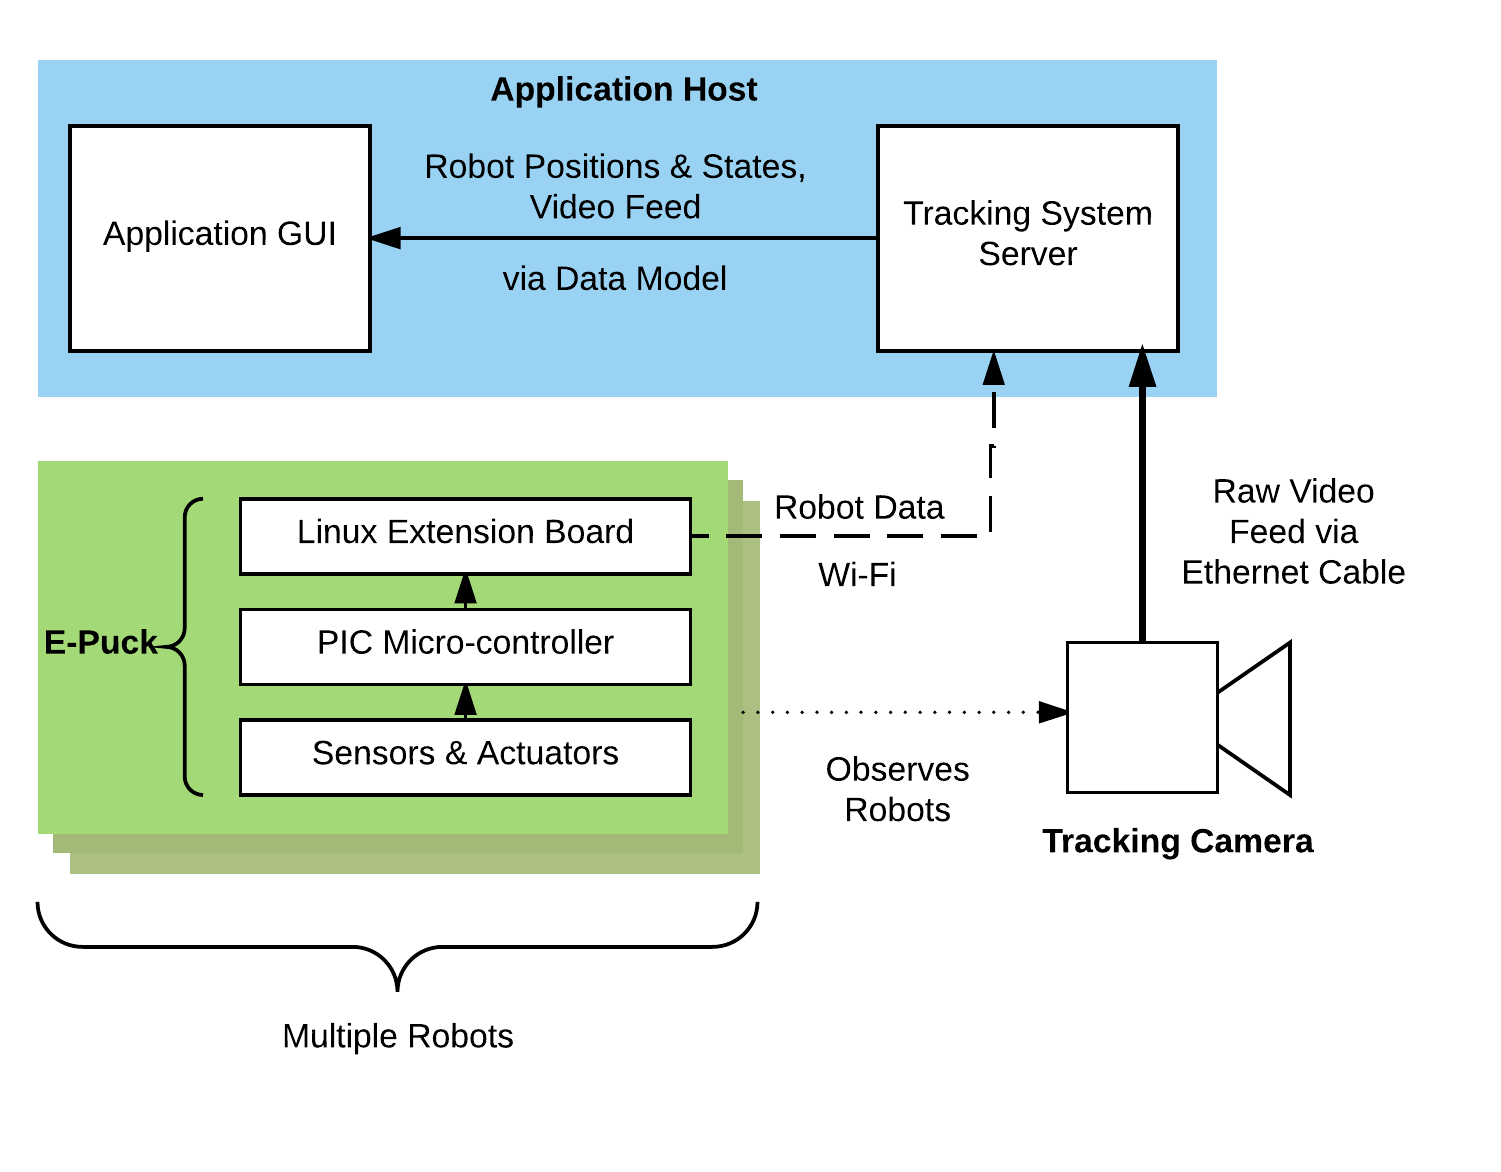 Application Host
Robot Positions & States,
Video Feed
via Data Model
Application GUI
Tracking System
Server
Linux Extension Board
PIC Micro-controller
Sensors & Actuators
E-Puck
Robot Data
Wi-Fi
Raw Video
Feed via
Ethernet Cable
Observes
Robots
Tracking Camera
Multiple Robots